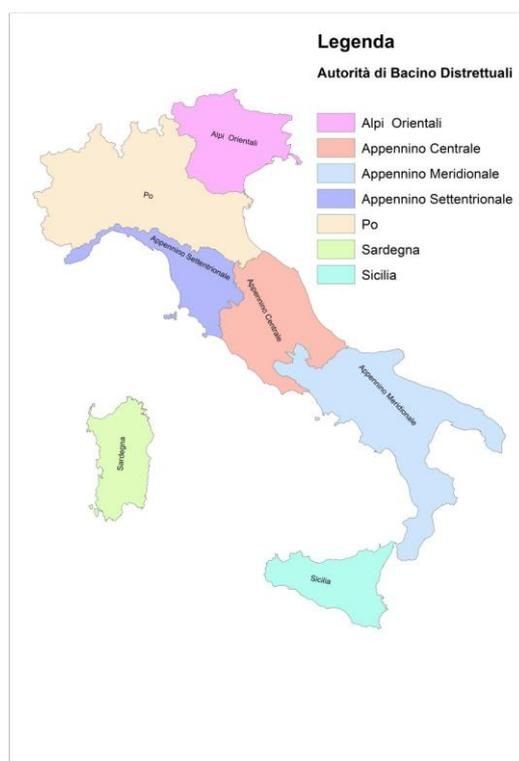 Legenda
Autorità di Bacino Distrettuali
Alpi Orientali
Appennino Centrale
Appennino Meridionale
Appennino Settentrionale
Po
Sardegna
Sicilia
Alpi Orientali
Po
Appennino Settentrionale
Appennino Centrale
Appennino Meridionale
Sardegna
Sicilia